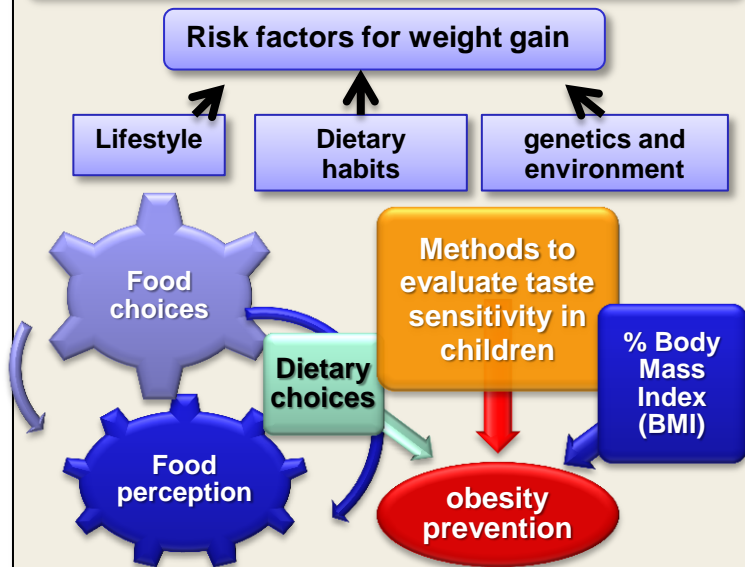 Risk factors for weight gain
Lifestyle
Dietary
habits
genetics and
environment
Food
choices
Methods to
evaluate taste
sensitivity in
children
Dietary
choices
% Body
Mass
Index
(BMI)
Food
perception
obesity
prevention